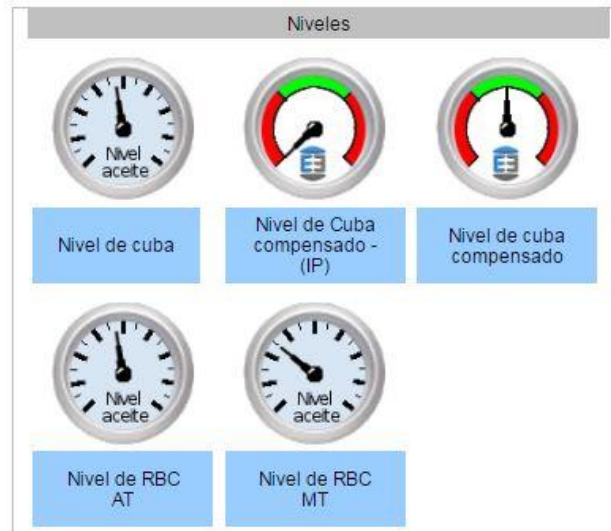 Niveles
Nivel
aceite
Nivel de cuba
Nivel de Cuba
compensado -
(IP)
Nivel de cuba
compensado
Nivel
aceite
Nivel
aceite
Nivel de RBC
AT
Nivel de RBC
MT